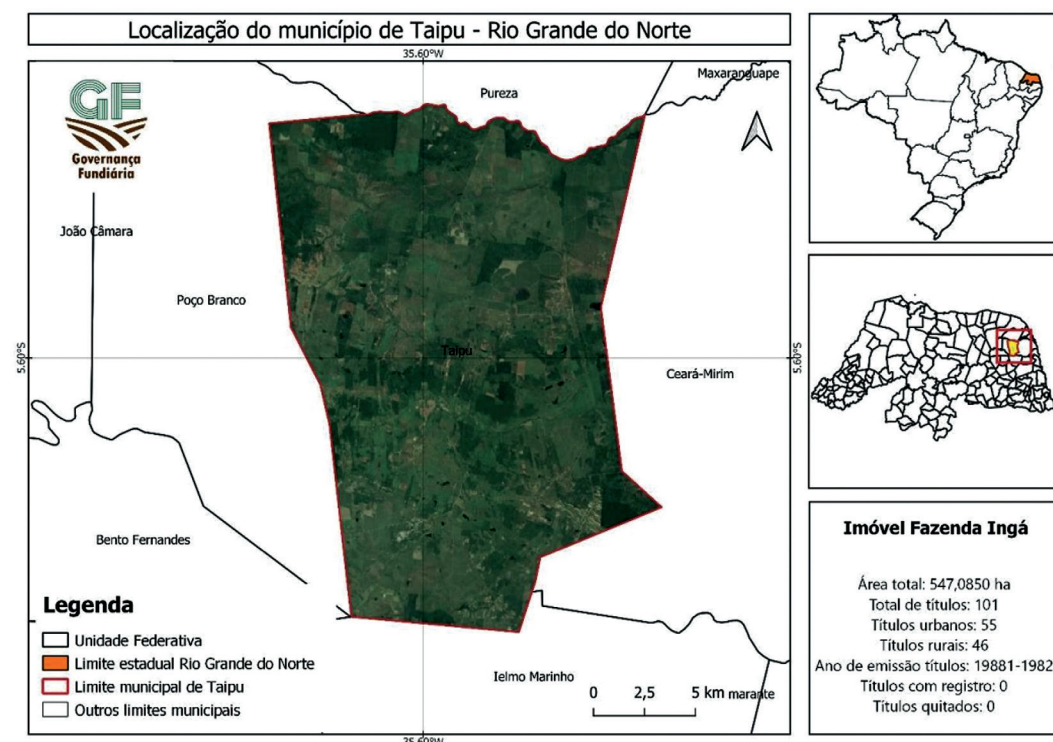 Localização do município de Taipu - Rio Grande do Norte
35.60°W
GF
Governança
Fundiária
Pureza
Maxaranguape
João Câmara
Poço Branco
Taipu
Ceará-Mirim
5.60°S
5.60°S
Bento Fernandes
Ielmo Marinho
marante
Legenda
Unidade Federativa
Limite estadual Rio Grande do Norte
Limite municipal de Taipu
Outros limites municipais
0 2,5 5 km
35.60°W
Imóvel Fazenda Ingá
Área total: 547,0850 ha
Total de títulos: 101
Títulos urbanos: 55
Títulos rurais: 46
Ano de emissão títulos: 19881-1982
Títulos com registro: 0
Títulos quitados: 0